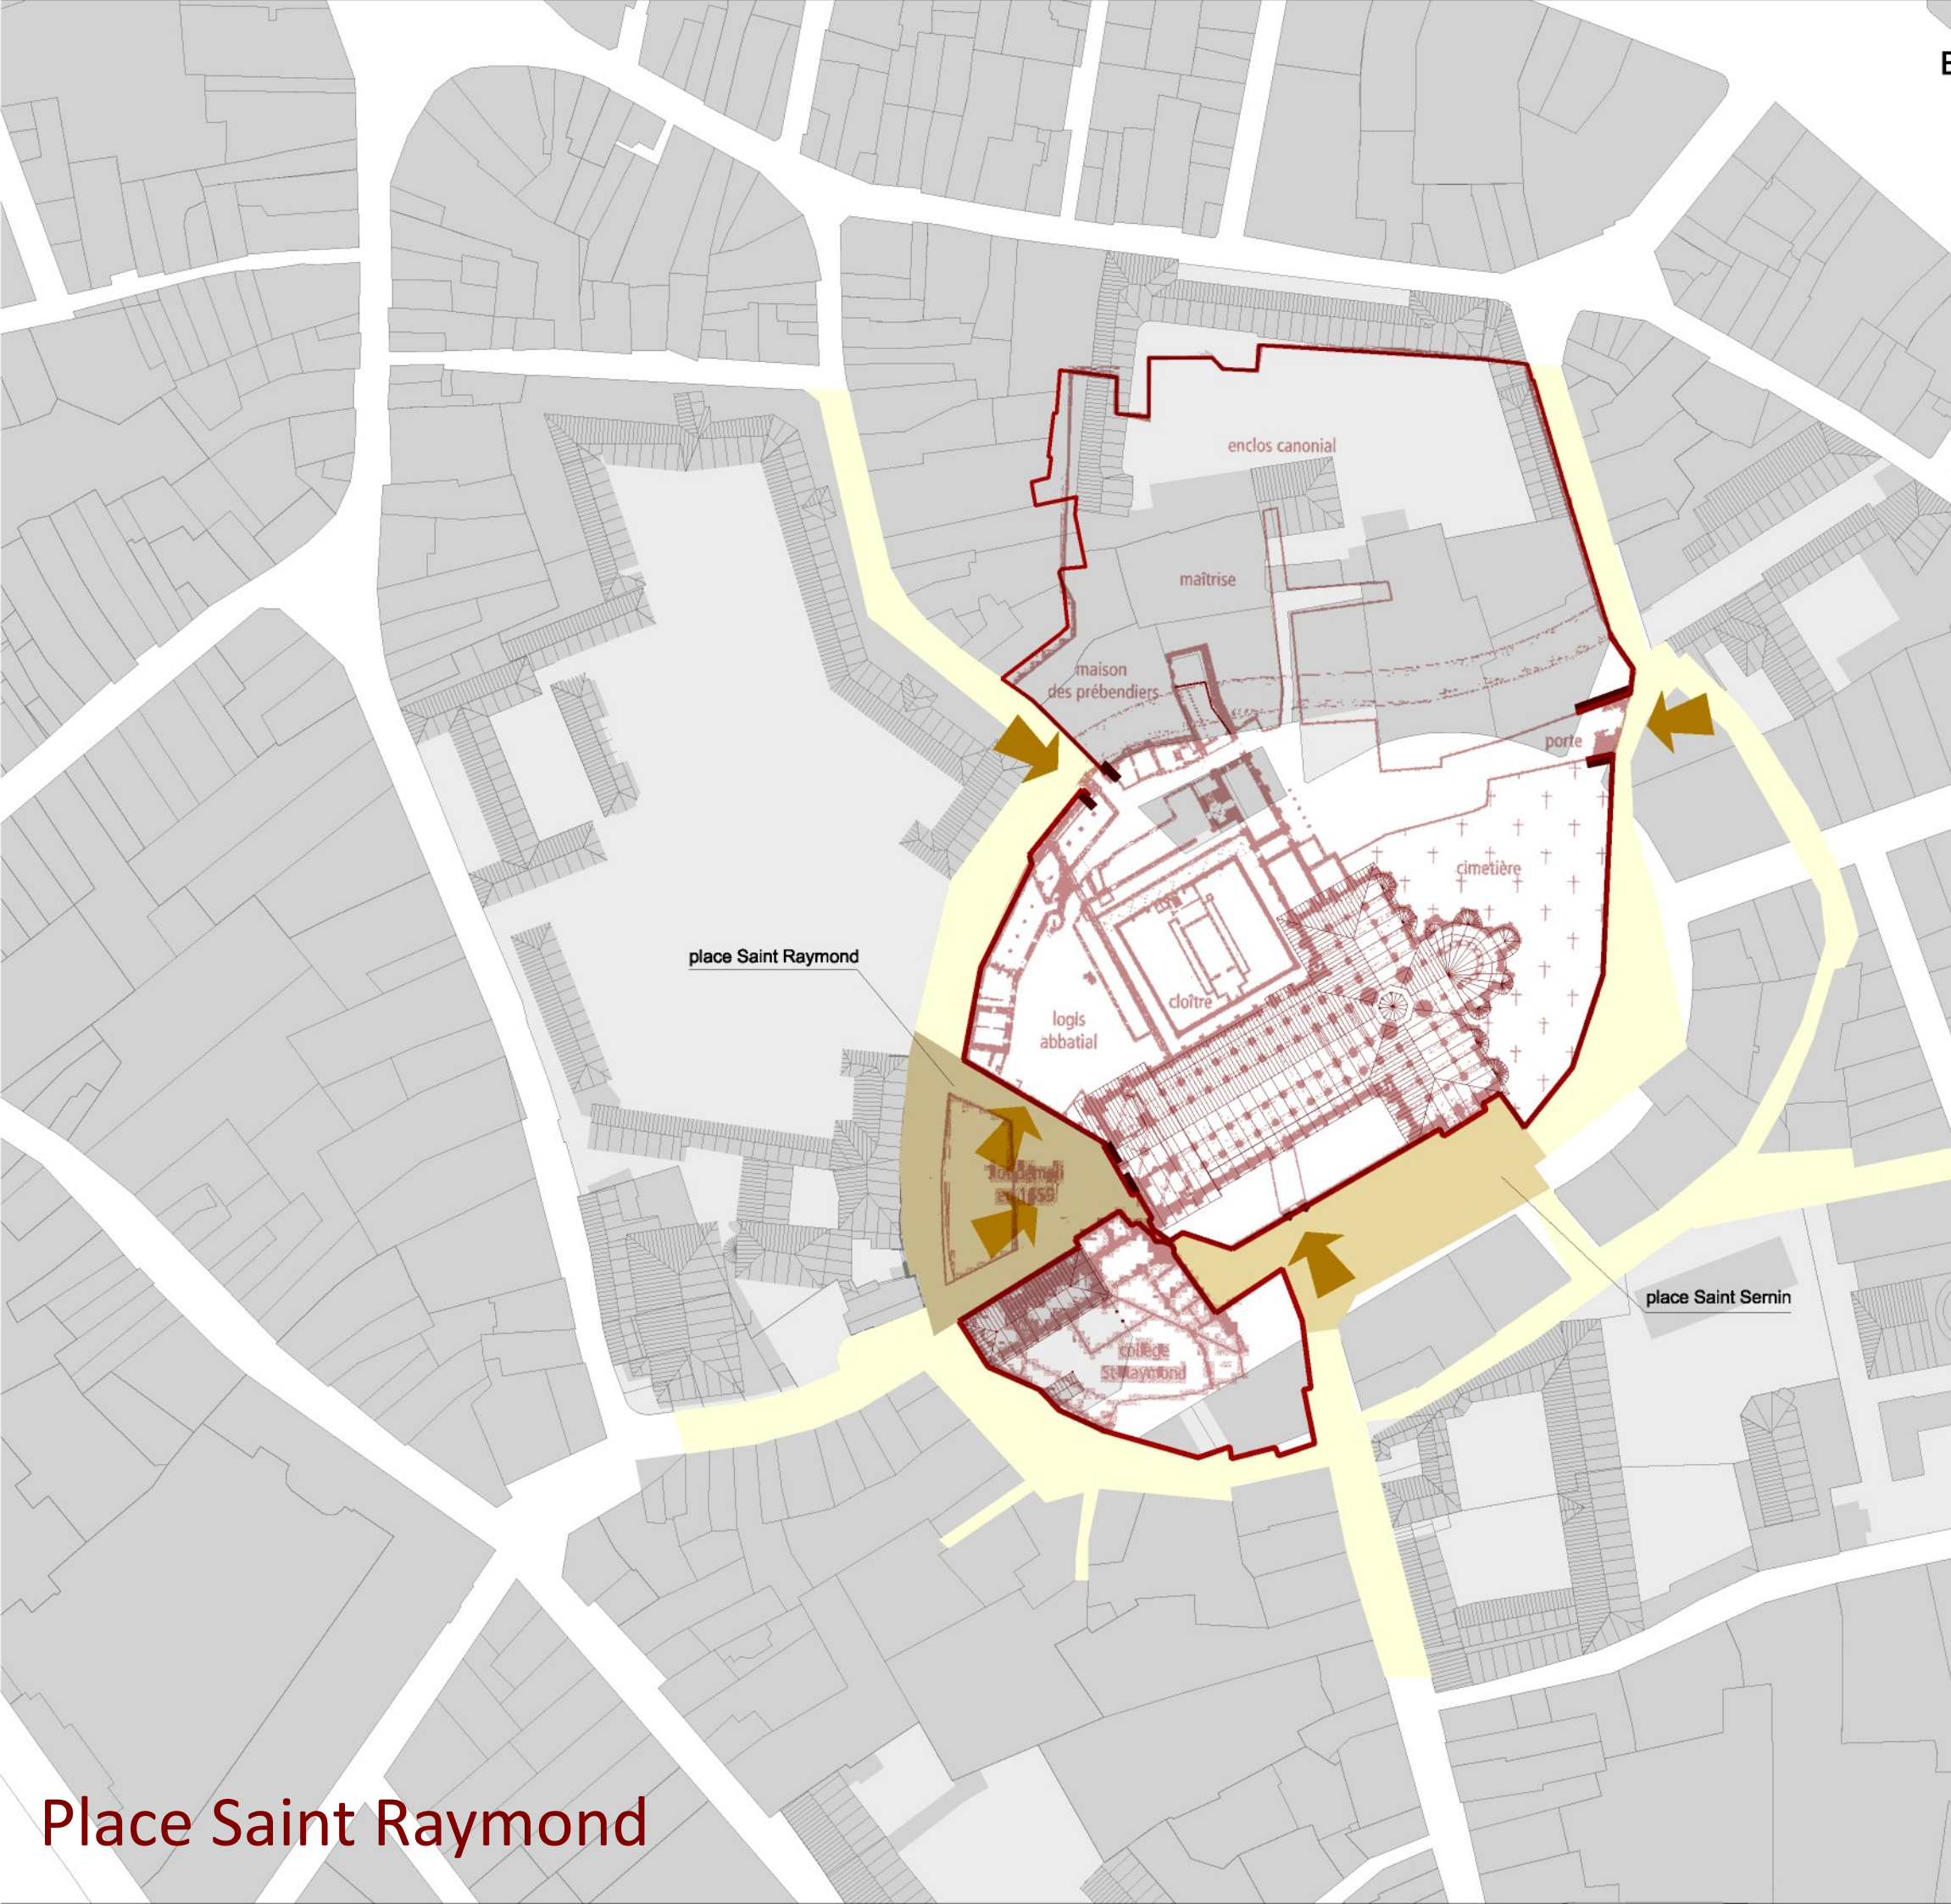 E
enclos canonial
maîtrise
maison
des prébendiers
porte
cimetière
place Saint Raymond
cloître
logis
abbatial
place Saint Sernin
collège
St-Raymond
Place Saint Raymond